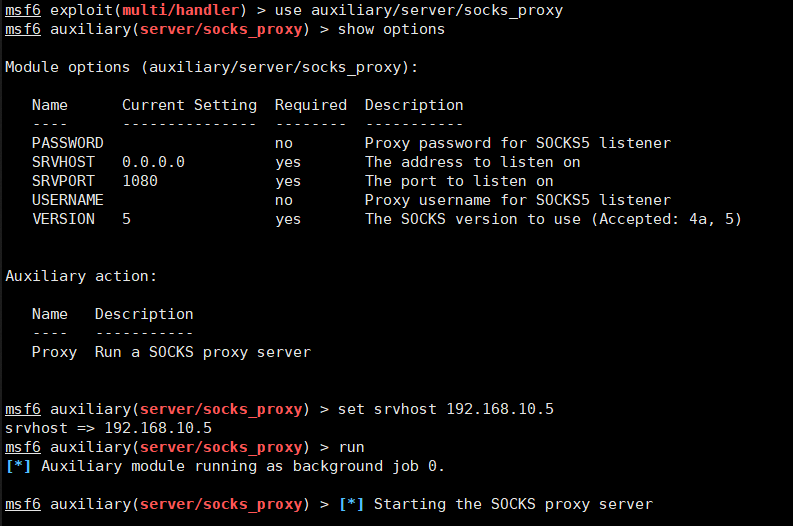 msf6 exploit(multi/handler) > use auxiliary/server/socks_proxy
msf6 auxiliary(server/socks_proxy) > show options
Module options (auxiliary/server/socks_proxy):
Name Current Setting Required Description
---- --------------- -------- -----------
PASSWORD no Proxy password for SOCKS5 listener
SRVHOST 0.0.0.0 yes The address to listen on
SRVPORT 1080 yes The port to listen on
USERNAME no Proxy username for SOCKS5 listener
VERSION 5 yes The SOCKS version to use (Accepted: 4a, 5)
Auxiliary action:
Name Description
---- -----------
Proxy Run a SOCKS proxy server
msf6 auxiliary(server/socks_proxy) > set srvhost 192.168.10.5
srvhost => 192.168.10.5
msf6 auxiliary(server/socks_proxy) > run
[*] Auxiliary module running as background job 0.
msf6 auxiliary(server/socks_proxy) > [*] Starting the SOCKS proxy server